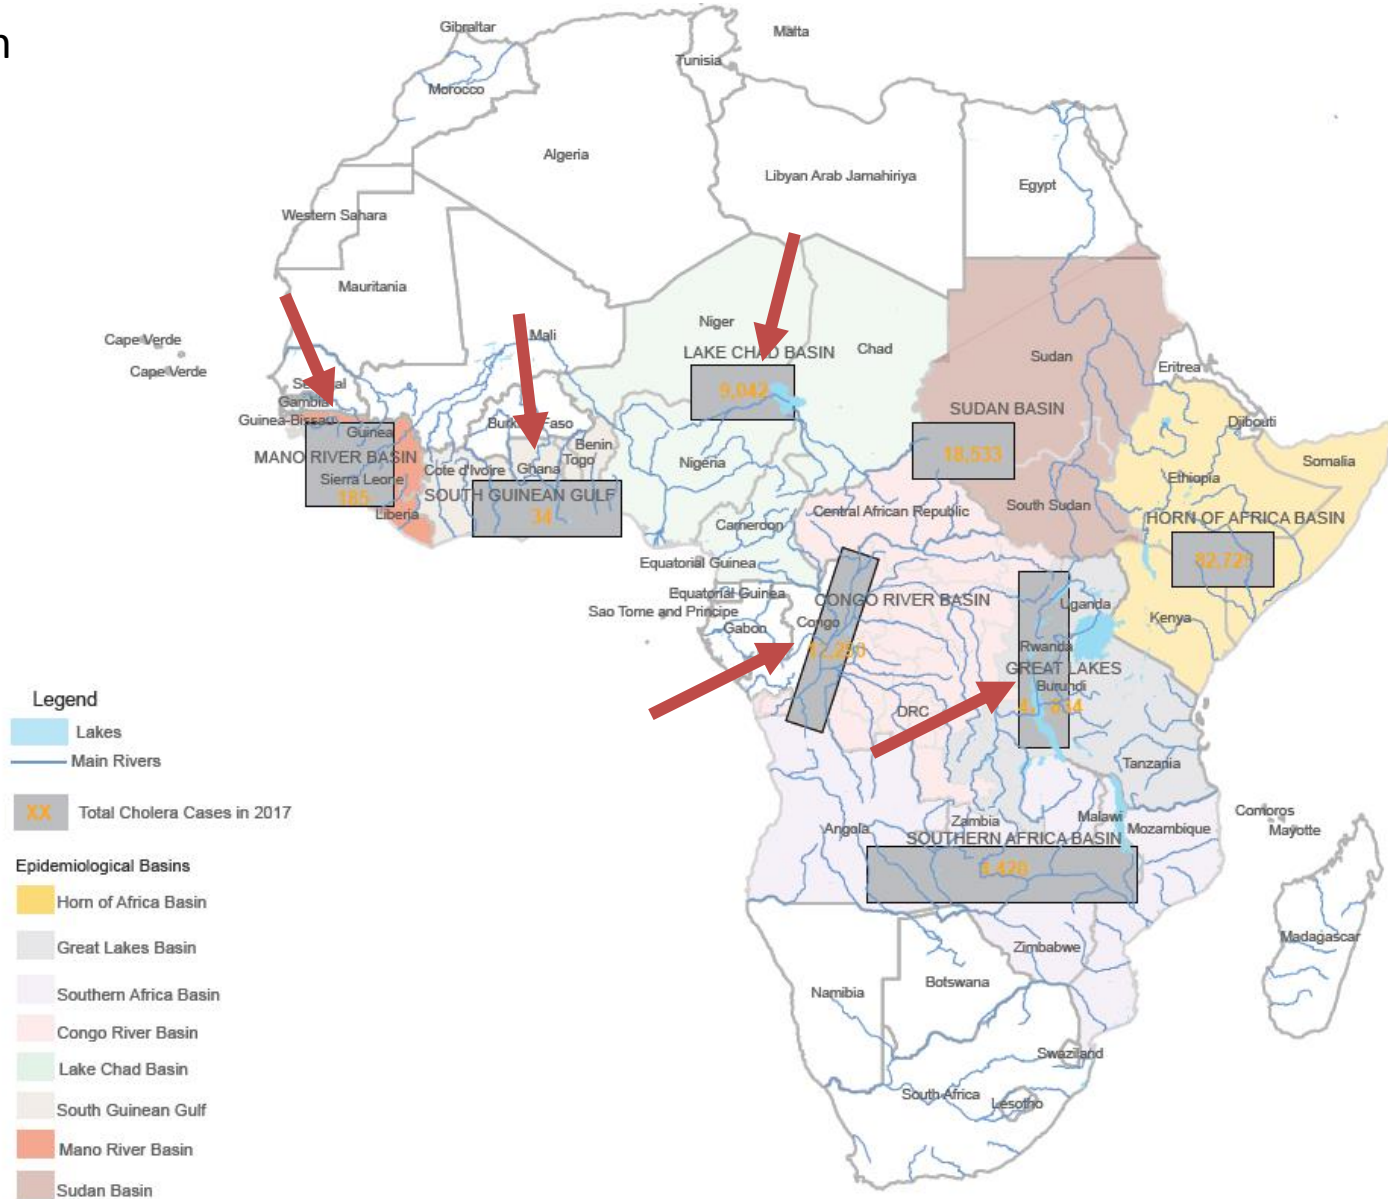 n
Gibraltar
Malta
Tunisia
Morocco
Algeria
Libyan Arab Jamahiriya
Egypt
Western Sahara
Mauritania
Niger
Mali
Cape Verde
Cape Verde
LAKE CHAD BASIN
Chad
Sudan
Eritrea
Senegal
Gambia
9,042
SUDAN BASIN
Guinea-Bissau
Guinea
Burkina Faso
Djibouti
Benin
MANO RIVER BASIN
Togo
Nigeria
18,533
Somalia
Cote d'Ivoire
Ghana
Sierra Leone
Ethiopia
185
SOUTH GUINEAN GULF
34
Liberia
Central African Republic
South Sudan
HORN OF AFRICA BASIN
Cameroon
Equatorial Guinea
Equatorial Guinea
CONGO RIVER BASIN
Uganda
Sao Tome and Principe
Gabon
Congo
Kenya
Rwanda
GREAT LAKES
Burundi
DRC
Tanzania
Comoros
Mayotte
Angola
Zambia
Malawi
Mozambique
SOUTHERN AFRICA BASIN
Zimbabwe
Madagascar
Namibia
Botswana
Swaziland
South Africa
Lesotho
Legend
Lakes
Main Rivers
XX Total Cholera Cases in 2017
Epidemiological Basins
Horn of Africa Basin
Great Lakes Basin
Southern Africa Basin
Congo River Basin
Lake Chad Basin
South Guinean Gulf
Mano River Basin
Sudan Basin